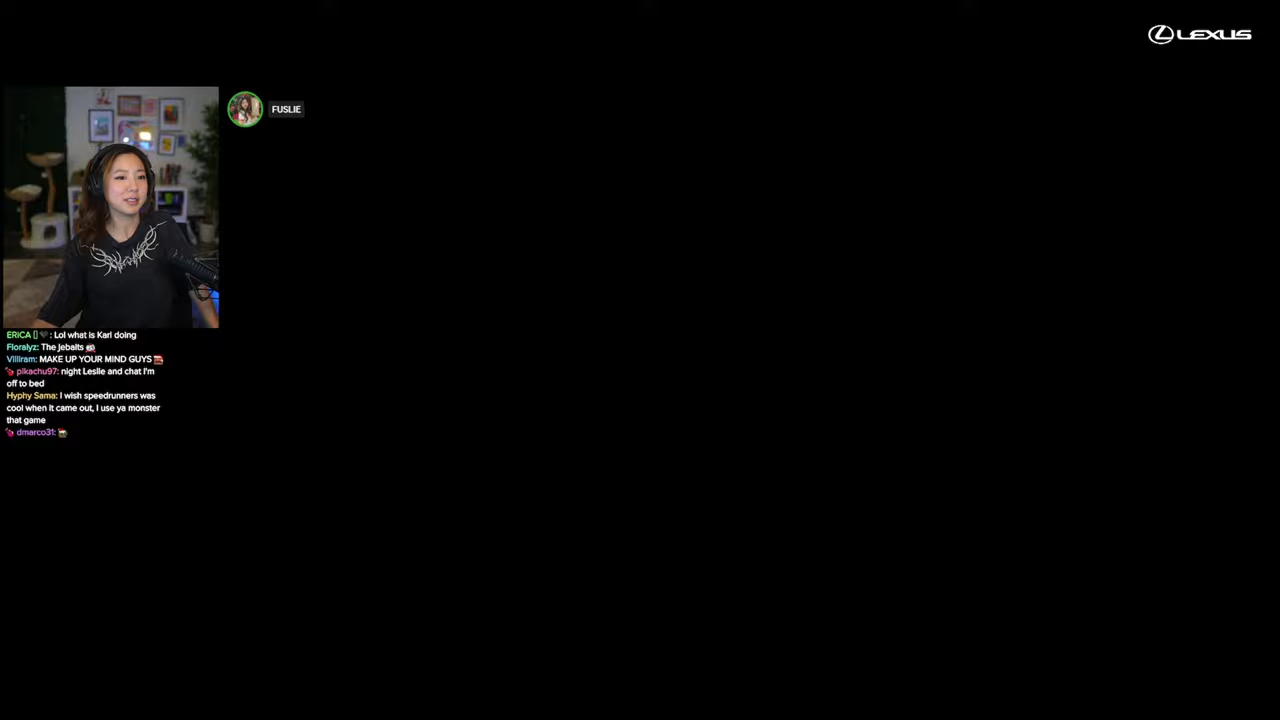 LEXUS
FUSLIE
ERICA [] : Lol what is Karl doing
Floralyz: The Jebaits
Villiram: MAKE UP YOUR MIND GUYS
pikachu97: night Leslie and chat I'm
off to bed
Hyphy Sama: I wish speedrunners was
cool when it came out, I use ya monster
that game
dmarco31: